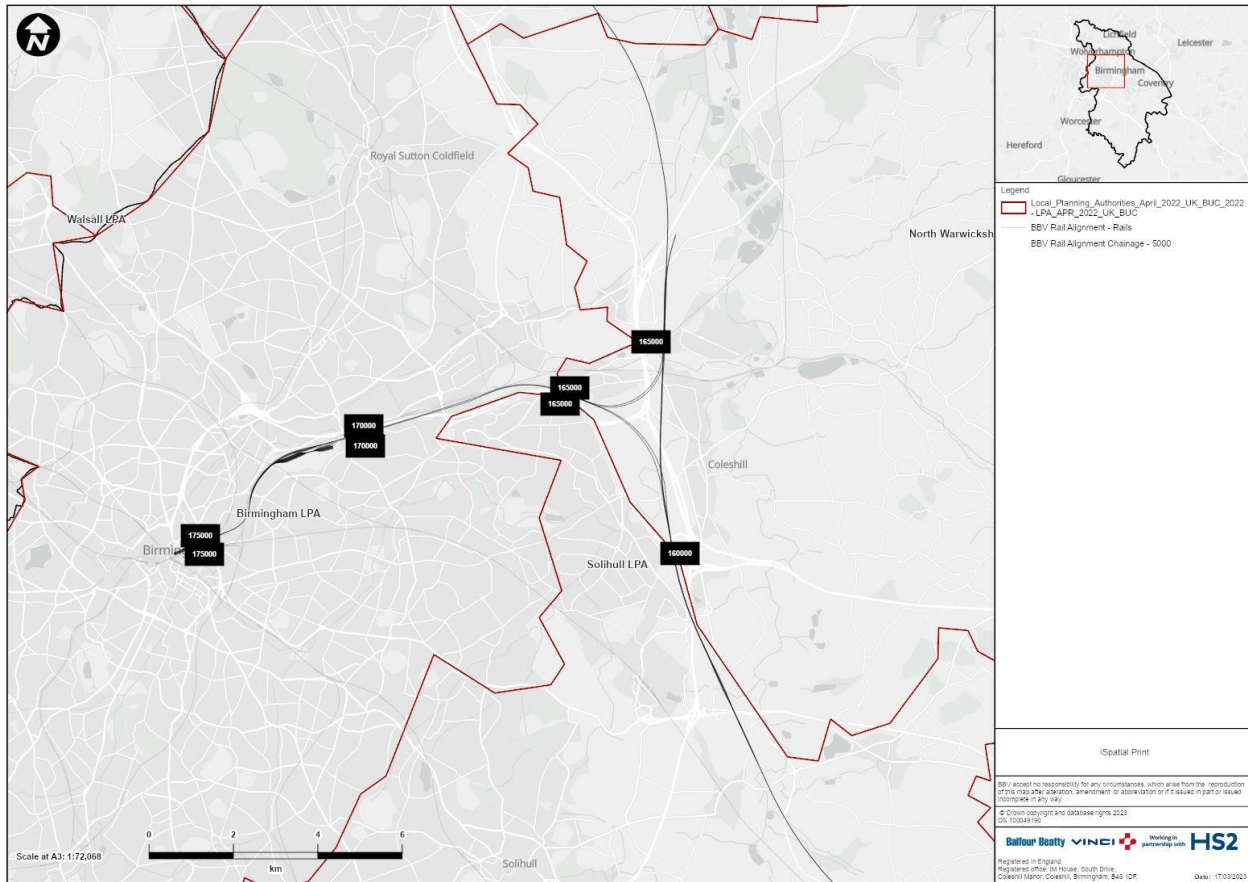 N
Royal Sutton Coldfield
Walsall LPA
North Warwicksh
165000
165000
165000
170000
170000
Coleshill
Birmingham LPA
175000
Birming
175000
160000
Solihull LPA
Solihull
0 2 4 6
km
Scale at A3: 1:72,068
Lichfield
Wolverhampton
Leicester
Birmingham
Coventry
Worcester
Hereford
Gloucester
Legend
Local_Planning_Authorities_April_2022_UK_BUC_2022
- LPA_APR_2022_UK_BUC
BBV Rail Alignment - Rails
BBV Rail Alignment Chainage - 5000
iSpatial Print
BBV accept no responsibility for any circumstances, which arise from the reproduction
of this map after alteration, amendment or abbreviation or if it issued in part or issued
incomplete in any way.
© Crown copyright and database rights 2023
OS 100049190
Balfour Beatty VINCI Working in
partnership with HS2
Registered in England.
Registered office: IM House, South Drive,
Coleshill Manor, Coleshill, Birmingham, B46 1DF.
Date: 17/03/2023